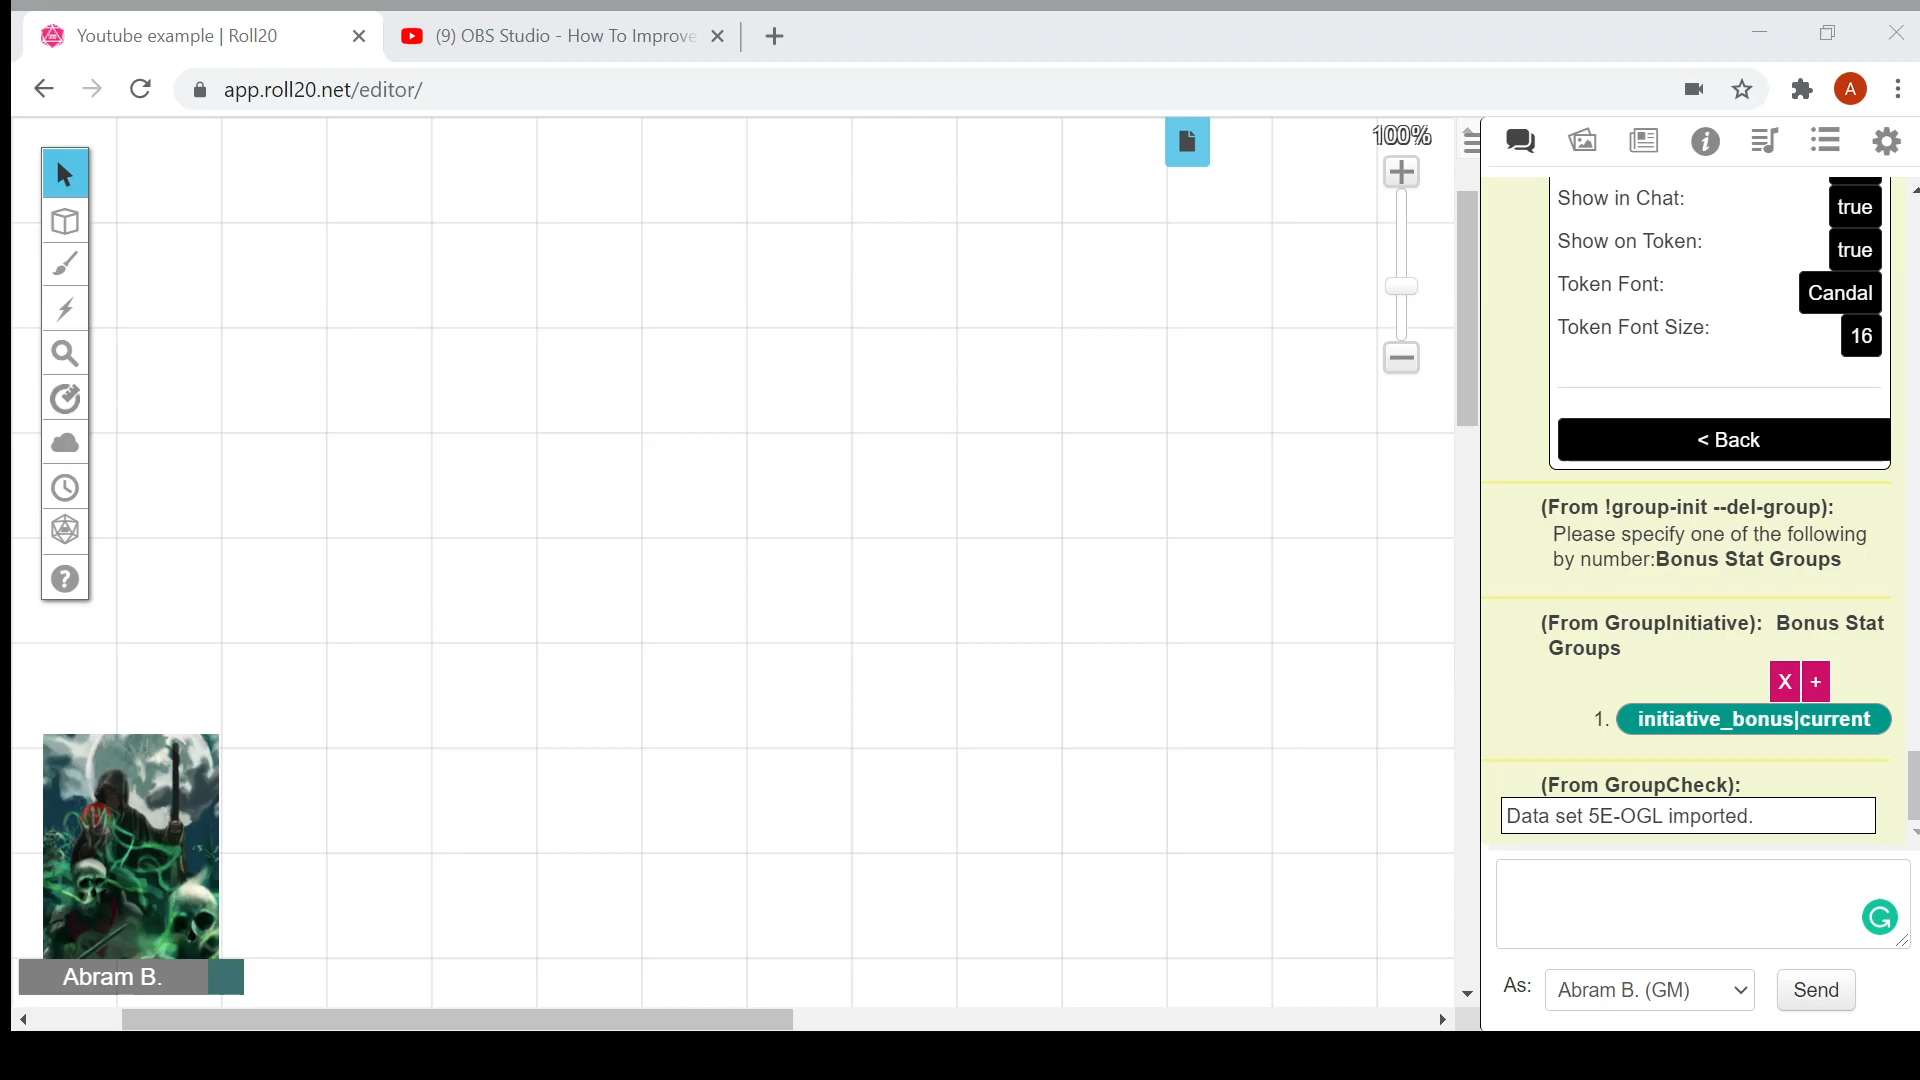 Youtube example | Roll20
(9) OBS Studio - How To Improve
app.roll20.net/editor/
A
100%
Show in Chat:
true
Show on Token:
true
Token Font:
Candal
Token Font Size:
16
< Back
(From !group-init --del-group):
Please specify one of the following
by number:Bonus Stat Groups
(From GroupInitiative): Bonus Stat
Groups
X +
1. initiative_bonus|current
(From GroupCheck):
Data set 5E-OGL imported.
Abram B.
As: Abram B. (GM) Send